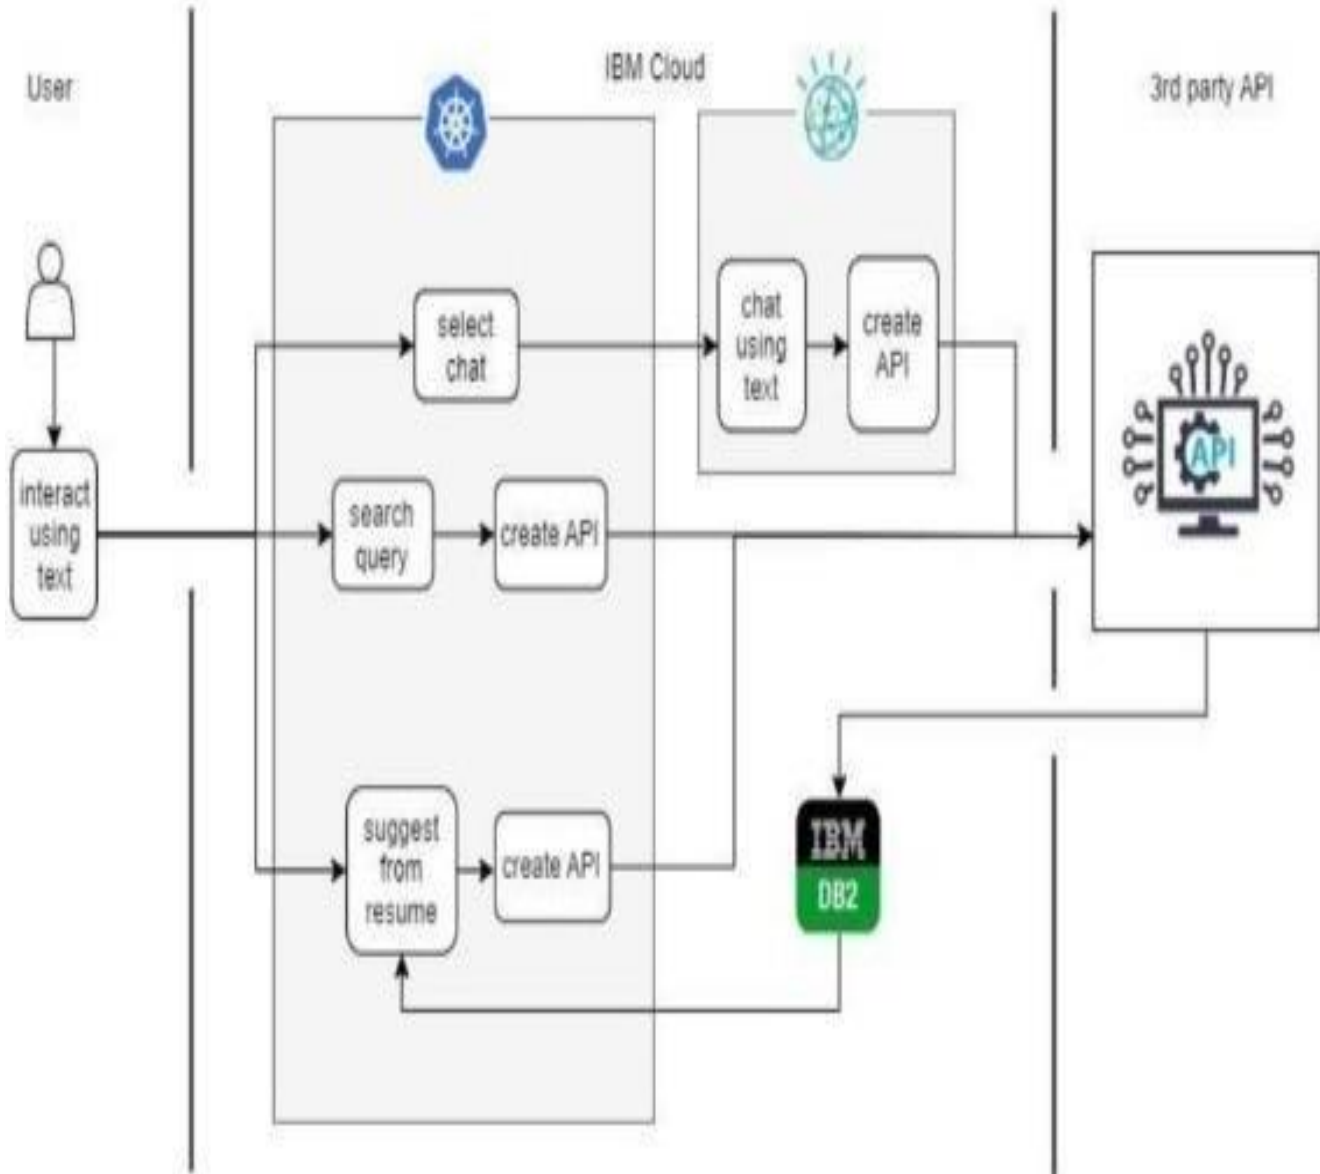 User
IBM Cloud
3rd party API
select
chat
chat
using
text
create
API
interact
using
text
search
query
create API
API
suggest
from
resume
create API
IBM
DB2